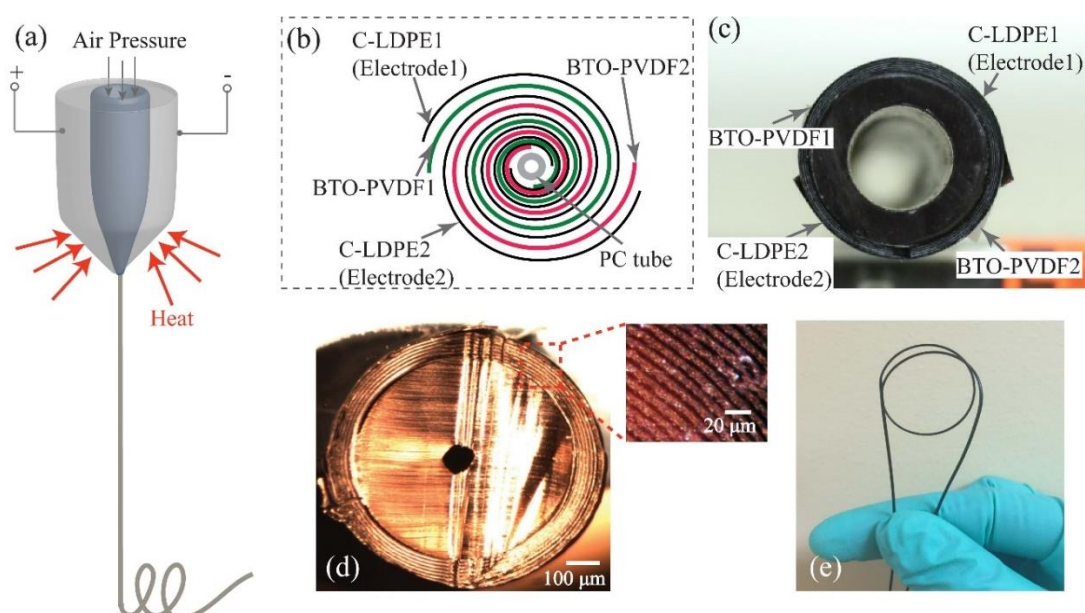 (a)
Air Pressure
+
-
Heat
(b)
C-LDPE1
(Electrode1)
BTO-PVDF2
BTO-PVDF1
C-LDPE2
(Electrode2)
PC tube
(c)
C-LDPE1
(Electrode1)
BTO-PVDF1
C-LDPE2
(Electrode2)
BTO-PVDF2
(d)
100 μm
20 μm
(e)